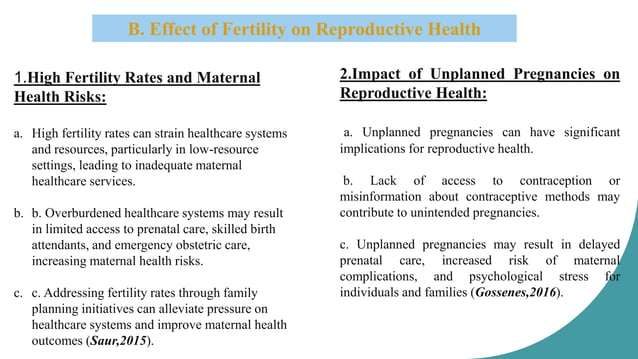 B. Effect of Fertility on Reproductive Health
1.High Fertility Rates and Maternal
Health Risks:
a. High fertility rates can strain healthcare systems
and resources, particularly in low-resource
settings, leading to inadequate maternal
healthcare services.
b. b. Overburdened healthcare systems may result
in limited access to prenatal care, skilled birth
attendants, and emergency obstetric care,
increasing maternal health risks.
c. c. Addressing fertility rates through family
planning initiatives can alleviate pressure on
healthcare systems and improve maternal health
outcomes (Saur,2015).
2.Impact of Unplanned Pregnancies on
Reproductive Health:
a. Unplanned pregnancies can have significant
implications for reproductive health.
b. Lack of access to contraception or
misinformation about contraceptive methods may
contribute to unintended pregnancies.
c. Unplanned pregnancies may result in delayed
prenatal care, increased risk of maternal
complications, and psychological stress for
individuals and families (Gossenes,2016).